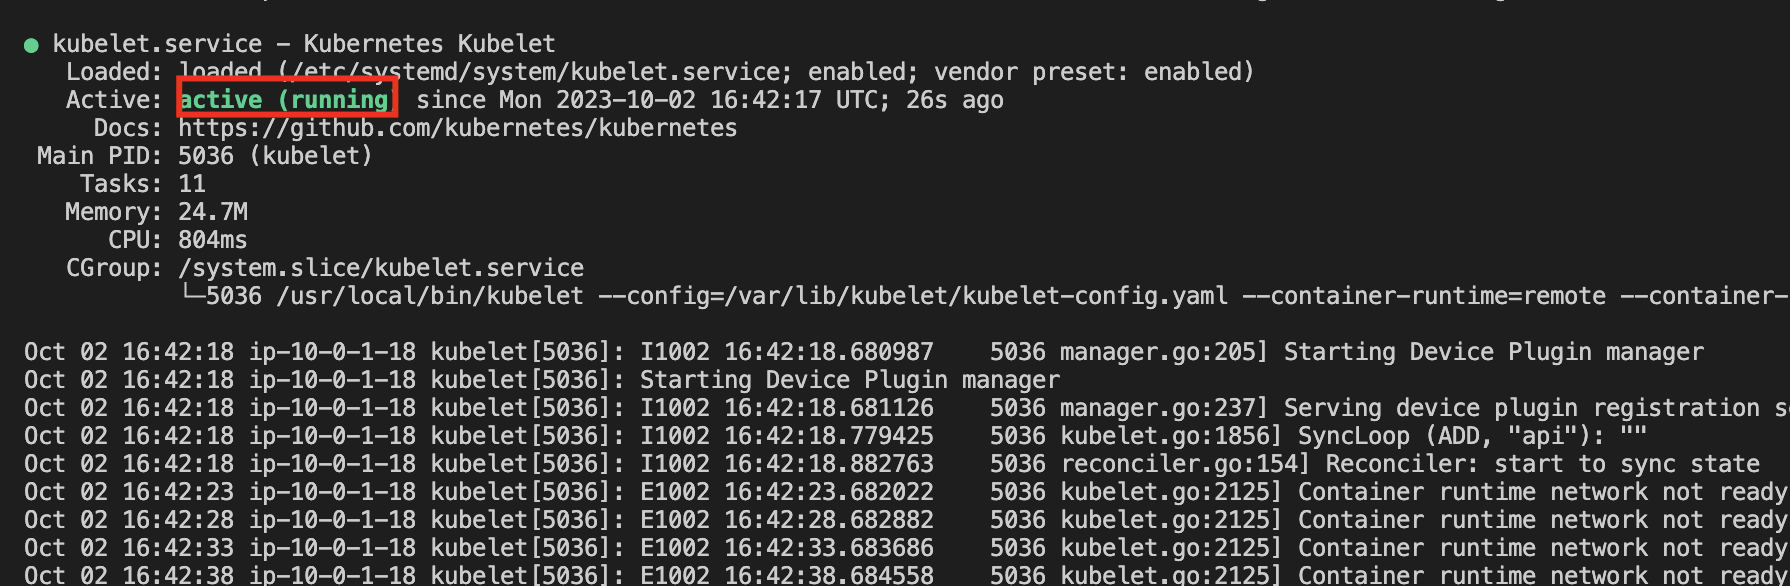 ● kubelet.service – Kubernetes Kubelet
Loaded: loaded (/etc/systemd/system/kubelet.service; enabled; vendor preset: enabled)
Active: active (running) since Mon 2023-10-02 16:42:17 UTC; 26s ago
Docs: https://github.com/kubernetes/kubernetes
Main PID: 5036 (kubelet)
Tasks: 11
Memory: 24.7M
CPU: 804ms
CGroup: /system.slice/kubelet.service
└─5036 /usr/local/bin/kubelet --config=/var/lib/kubelet/kubelet-config.yaml --container-runtime=remote --container-
Oct 02 16:42:18 ip-10-0-1-18 kubelet[5036]: I1002 16:42:18.680987 5036 manager.go:205] Starting Device Plugin manager
Oct 02 16:42:18 ip-10-0-1-18 kubelet[5036]: Starting Device Plugin manager
Oct 02 16:42:18 ip-10-0-1-18 kubelet[5036]: I1002 16:42:18.681126 5036 manager.go:237] Serving device plugin registration s
Oct 02 16:42:18 ip-10-0-1-18 kubelet[5036]: I1002 16:42:18.779425 5036 kubelet.go:1856] SyncLoop (ADD, "api"): ""
Oct 02 16:42:18 ip-10-0-1-18 kubelet[5036]: I1002 16:42:18.882763 5036 reconciler.go:154] Reconciler: start to sync state
Oct 02 16:42:23 ip-10-0-1-18 kubelet[5036]: E1002 16:42:23.682022 5036 kubelet.go:2125] Container runtime network not ready
Oct 02 16:42:28 ip-10-0-1-18 kubelet[5036]: E1002 16:42:28.682882 5036 kubelet.go:2125] Container runtime network not ready
Oct 02 16:42:33 ip-10-0-1-18 kubelet[5036]: E1002 16:42:33.683686 5036 kubelet.go:2125] Container runtime network not ready
Oct 02 16:42:38 ip-10-0-1-18 kubelet[5036]: E1002 16:42:38.684558 5036 kubelet.go:2125] Container runtime network not ready